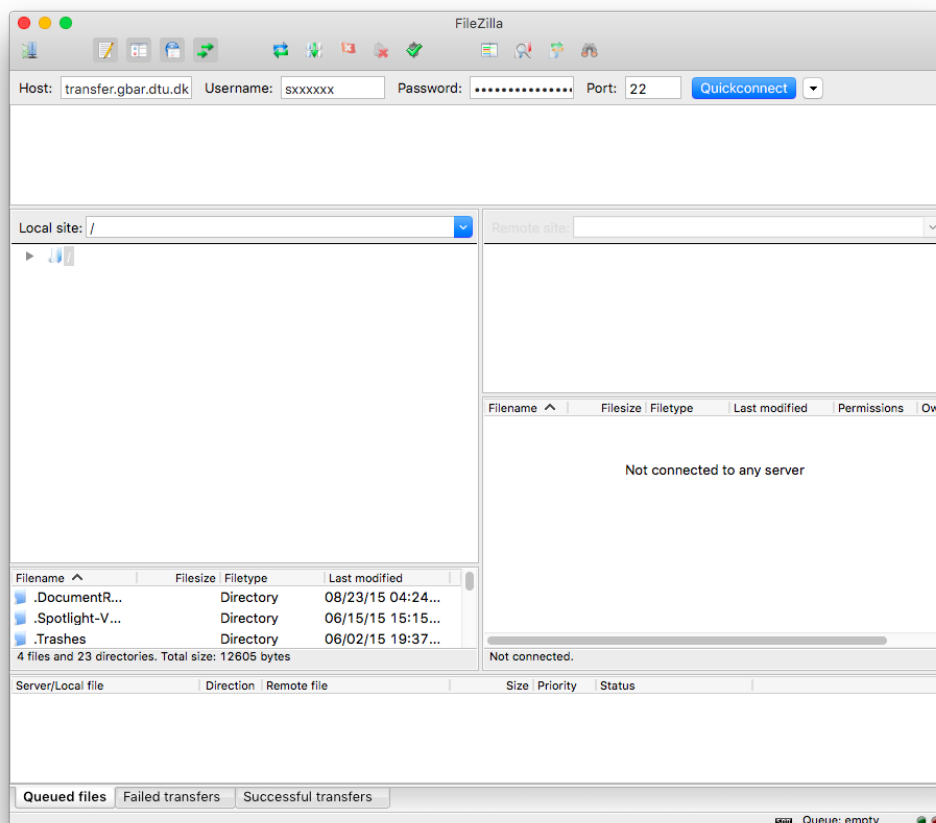 FileZilla
Host: transfer.gbar.dtu.dk Username: sxxxxxx Password: ••••••••••••••• Port: 22 Quickconnect
Local site: /
Remote site:
/
Filename Filesize Filetype Last modified Permissions Ow
Not connected to any server
Filename Filesize Filetype Last modified
.DocumentR... Directory 08/23/15 04:24...
.Spotlight-V... Directory 06/15/15 15:15...
.Trashes Directory 06/02/15 19:37...
4 files and 23 directories. Total size: 12605 bytes
Not connected.
Server/Local file Direction Remote file Size Priority Status
Queued files Failed transfers Successful transfers
Queue: empty